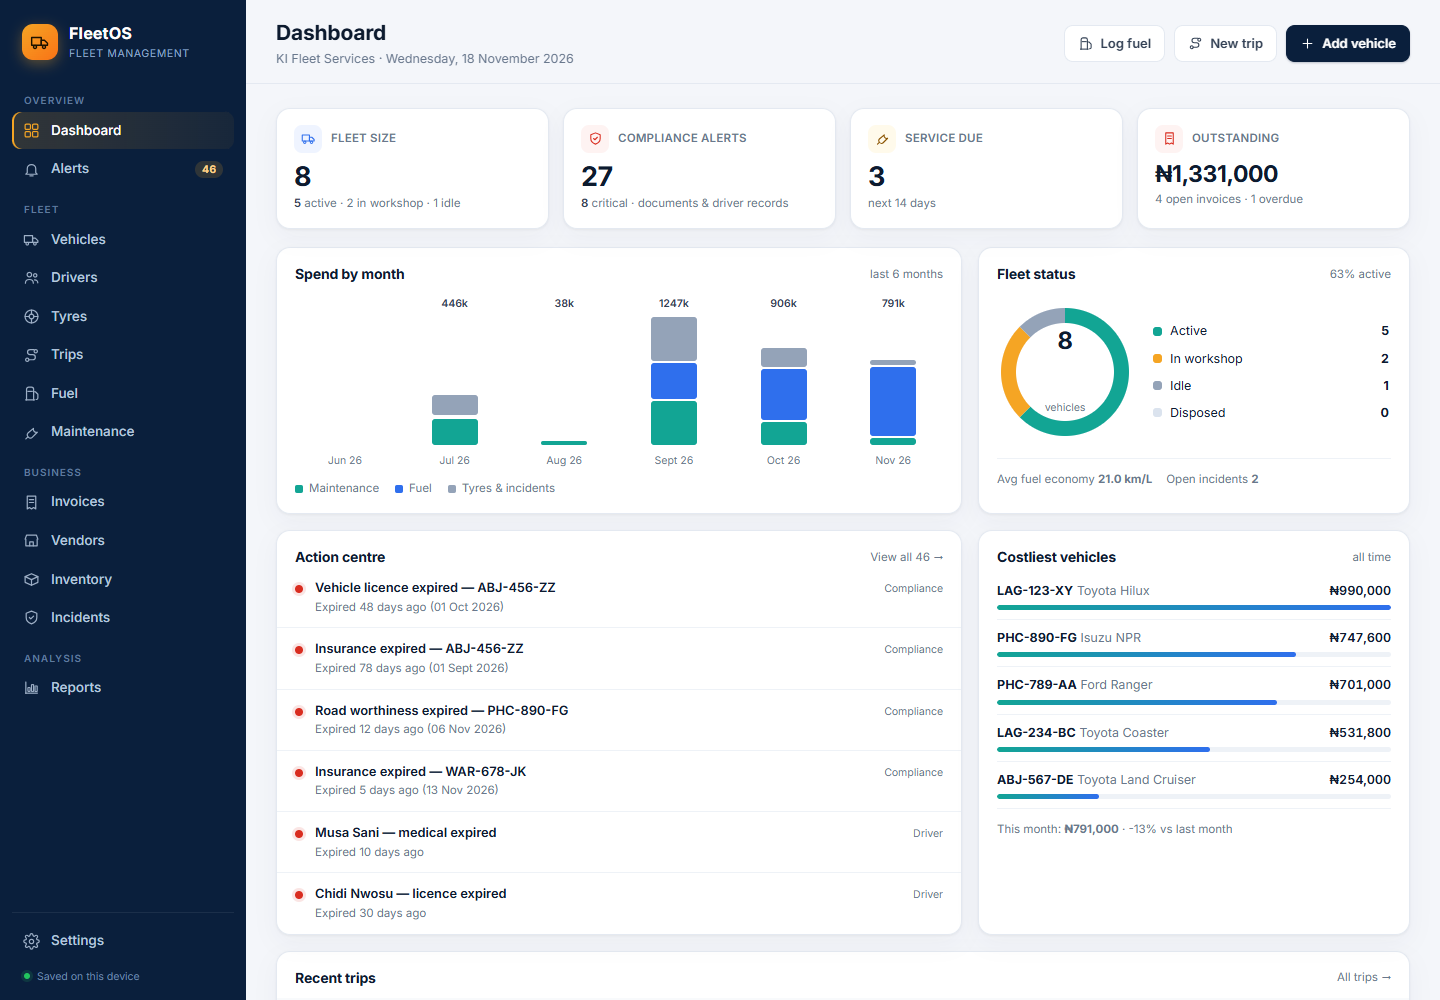 FleetOS
FLEET MANAGEMENT
OVERVIEW
Dashboard
Alerts 46
FLEET
Vehicles
Drivers
Tyres
Trips
Fuel
Maintenance
BUSINESS
Invoices
Vendors
Inventory
Incidents
ANALYSIS
Reports
Settings
Saved on this device
Dashboard
KI Fleet Services · Wednesday, 18 November 2026
Log fuel
New trip
+ Add vehicle
FLEET SIZE
8
5 active · 2 in workshop · 1 idle
COMPLIANCE ALERTS
27
8 critical · documents & driver records
SERVICE DUE
3
next 14 days
OUTSTANDING
₦1,331,000
4 open invoices · 1 overdue
Spend by month last 6 months
446k 38k 1247k 906k 791k
Jun 26 Jul 26 Aug 26 Sept 26 Oct 26 Nov 26
Maintenance Fuel Tyres & incidents
Fleet status 63% active
8
vehicles
Active 5
In workshop 2
Idle 1
Disposed 0
Avg fuel economy 21.0 km/L Open incidents 2
Action centre View all 46 →
Vehicle licence expired — ABJ-456-ZZ Compliance
Expired 48 days ago (01 Oct 2026)
Insurance expired — ABJ-456-ZZ Compliance
Expired 78 days ago (01 Sept 2026)
Road worthiness expired — PHC-890-FG Compliance
Expired 12 days ago (06 Nov 2026)
Insurance expired — WAR-678-JK Compliance
Expired 5 days ago (13 Nov 2026)
Musa Sani — medical expired Driver
Expired 10 days ago
Chidi Nwosu — licence expired Driver
Expired 30 days ago
Costliest vehicles all time
LAG-123-XY Toyota Hilux ₦990,000
PHC-890-FG Isuzu NPR ₦747,600
PHC-789-AA Ford Ranger ₦701,000
LAG-234-BC Toyota Coaster ₦531,800
ABJ-567-DE Toyota Land Cruiser ₦254,000
This month: ₦791,000 · -13% vs last month
Recent trips All trips →